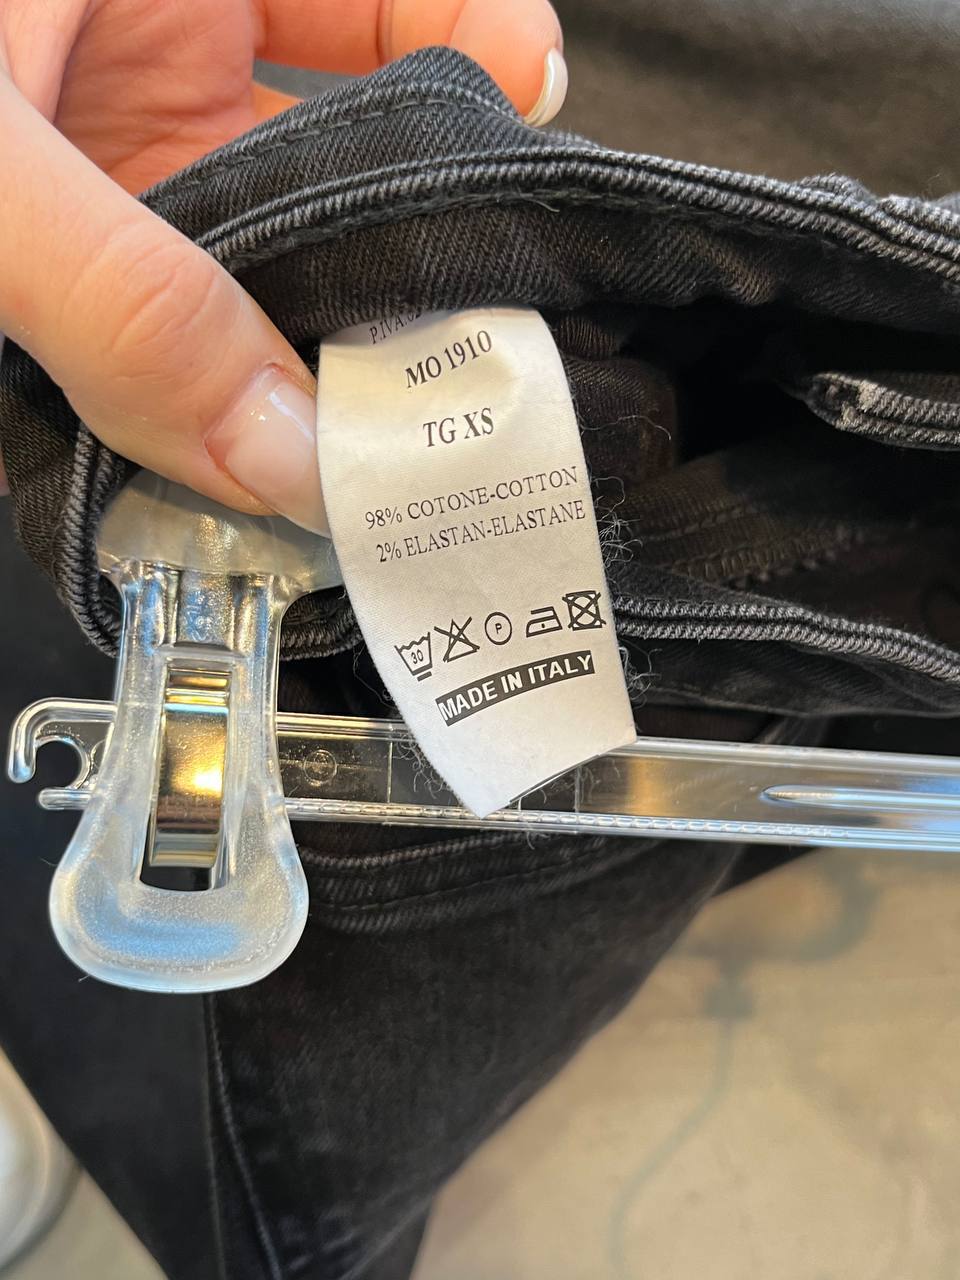 MO 1910
TG XS
98% COTONE-COTTON
2% ELASTAN-ELASTANE
30 P
MADE IN ITALY